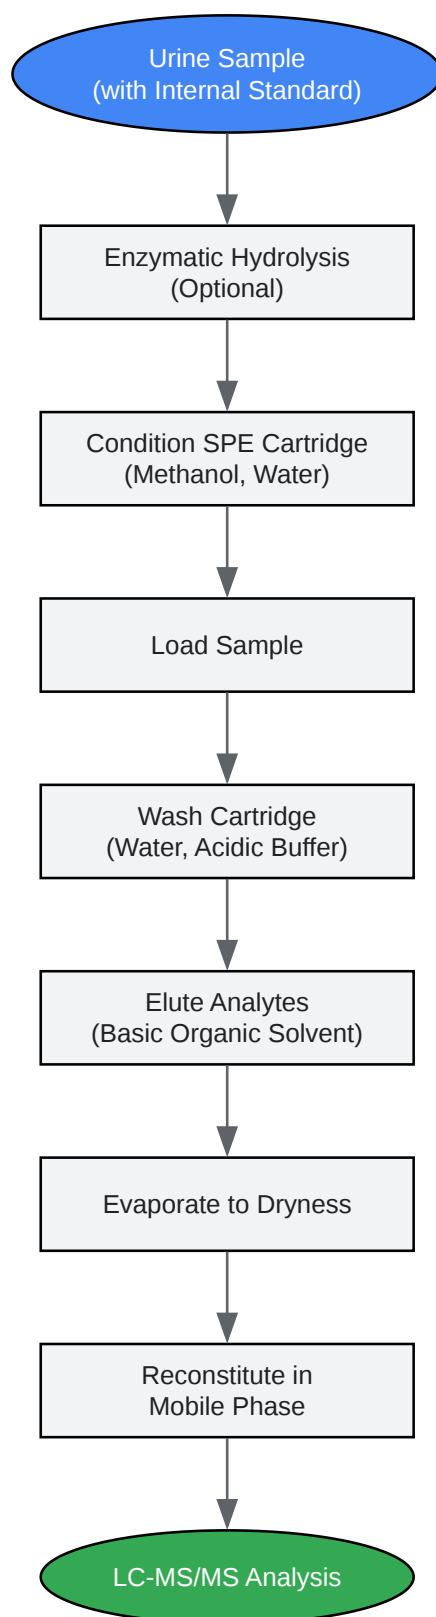 Urine Sample
(with Internal Standard)
Enzymatic Hydrolysis
(Optional)
Condition SPE Cartridge
(Methanol, Water)
Load Sample
Wash Cartridge
(Water, Acidic Buffer)
Elute Analytes
(Basic Organic Solvent)
Evaporate to Dryness
Reconstitute in
Mobile Phase
LC-MS/MS Analysis